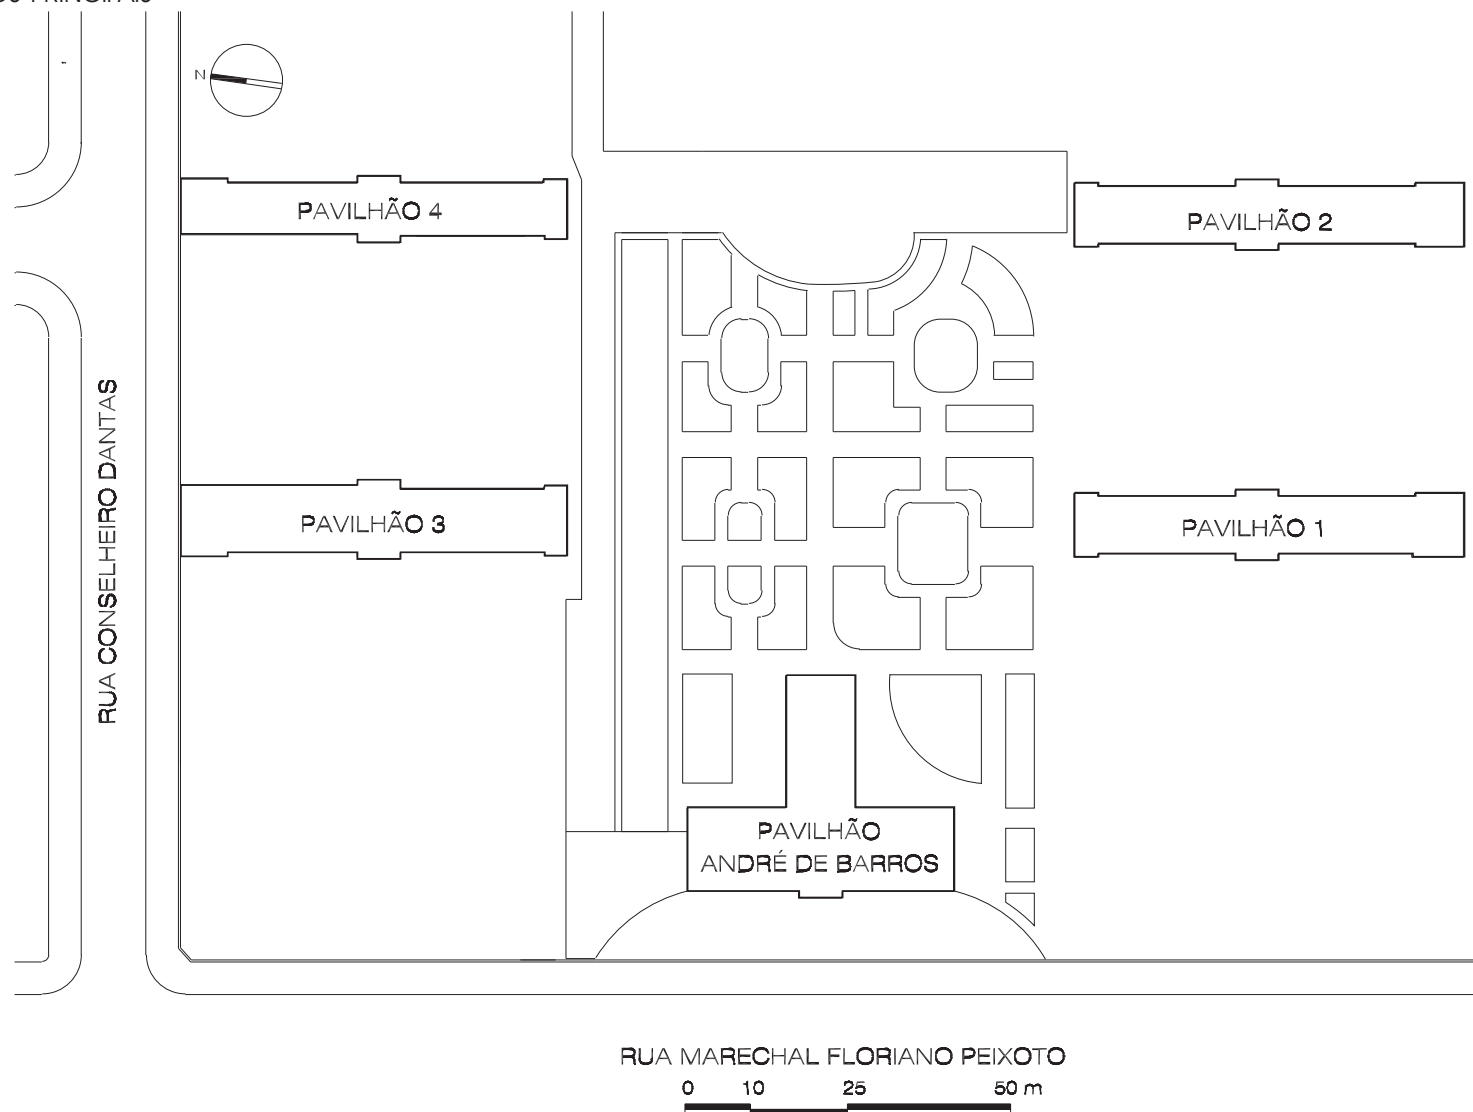 PRINCIPAIS
N
PAVILHÃO 4
PAVILHÃO 2
RUA CONSELHEIRO DANTAS
PAVILHÃO 3
PAVILHÃO 1
PAVILHÃO
ANDRÉ DE BARROS
RUA MARECHAL FLORIANO PEIXOTO
0 10 25 50 m